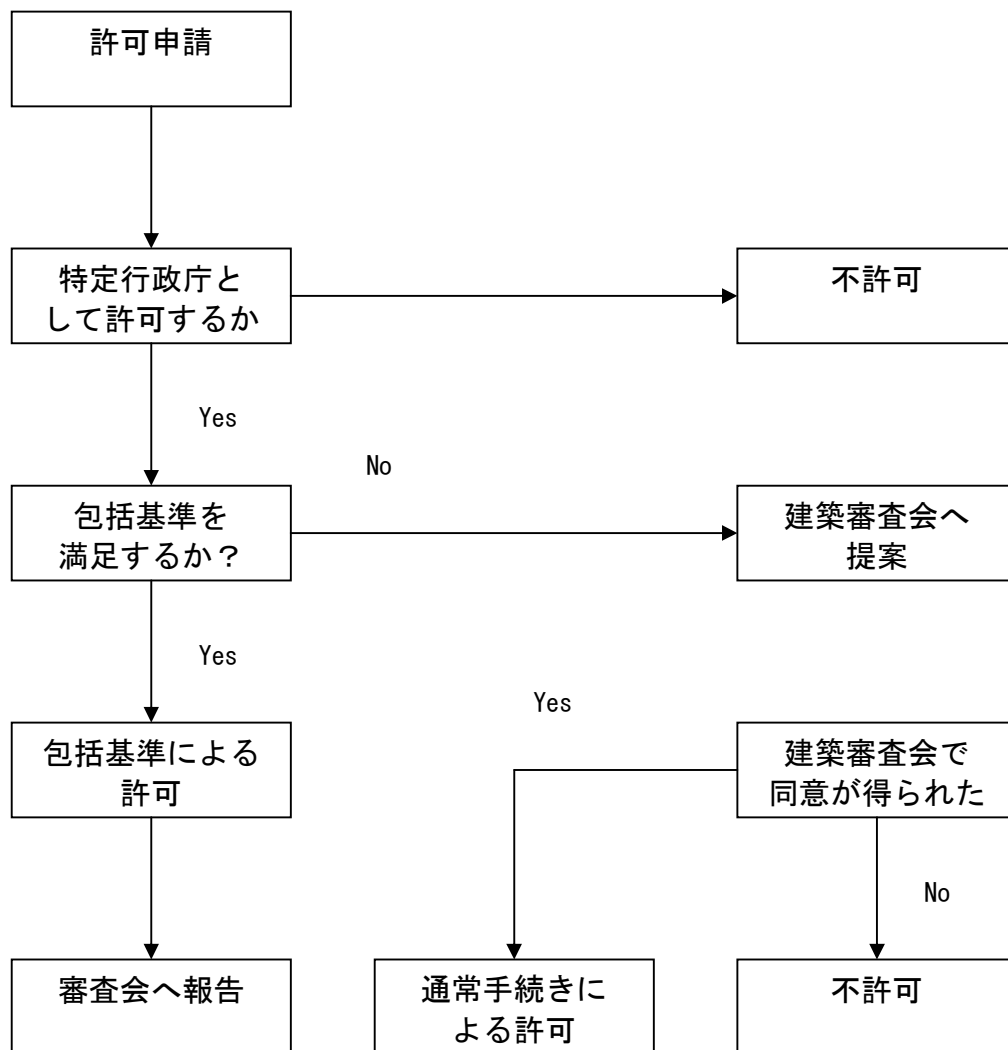 許可申請
特定行政庁と
して許可するか
不許可
Yes
No
包括基準を
満足するか？
建築審査会へ
提案
Yes
Yes
包括基準による
許可
建築審査会で
同意が得られた
No
審査会へ報告
通常手続きに
よる許可
不許可